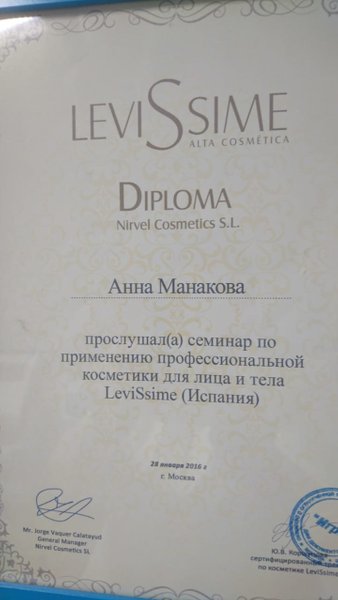 LEVISSIME
ALTA COSMÉTICA
DIPLOMA
Nirvel Cosmetics S.L.
Анна Манакова
прослушал(а) семинар по
применению профессиональной
косметики для лица и тела
LeviSsime (Испания)
28 января 2016 г
г. Москва
Mr. Jorge Vaquer Calatayud
General Manager
Nirvel Cosmetics SL
Ю.В.
сертифицированный
по косметике LeviSsime